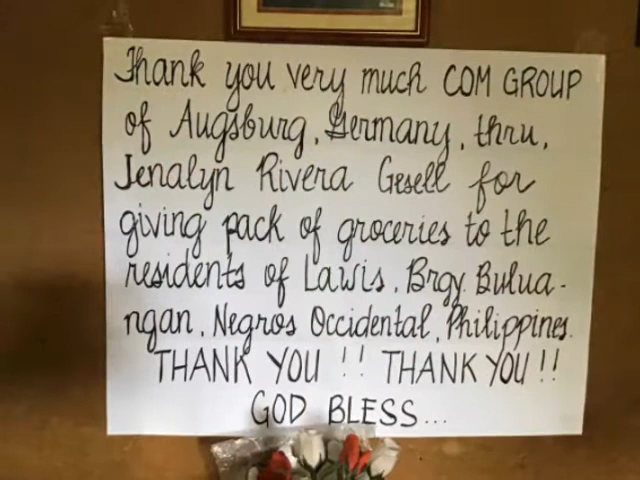 Thank you very much COM GROUP
of Augsburg, Germany, thru,
Jenalyn Rivera Gesell for
giving pack of groceries to the
residents of Lawis, Brgy. Bulua-
ngan, Negros Occidental, Philippines.
THANK YOU !! THANK YOU !!
GOD BLESS...